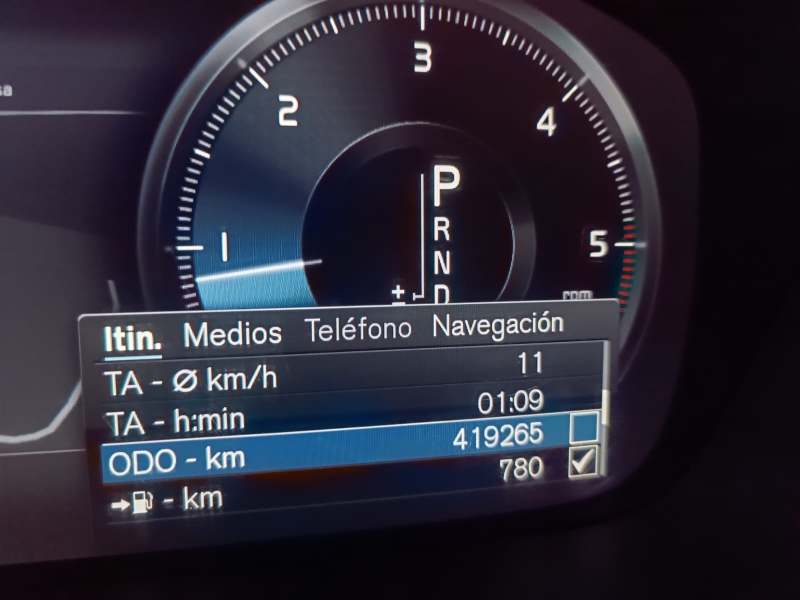 3
2
4
P
R
1
5
N
±
D
rpm
Itin. Medios Teléfono Navegación
TA - Ø km/h 11
TA - h:min 01:09
ODO - km 419265
- km 780